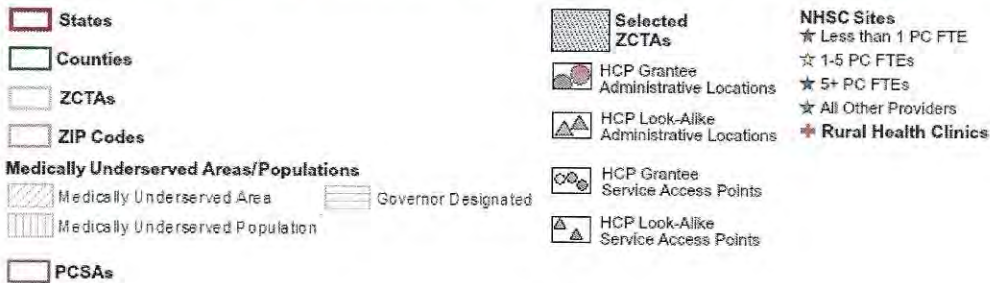 States
Counties
ZCTAs
ZIP Codes
Medically Underserved Areas/Populations
Medically Underserved Area
Governor Designated
Medically Underserved Population
PCSAs
Selected
ZCTAs
HCP Grantee
Administrative Locations
HCP Look-Alike
Administrative Locations
HCP Grantee
Service Access Points
HCP Look-Alike
Service Access Points
NHSC Sites
Less than 1 PC FTE
1-5 PC FTEs
5+ PC FTEs
All Other Providers
Rural Health Clinics